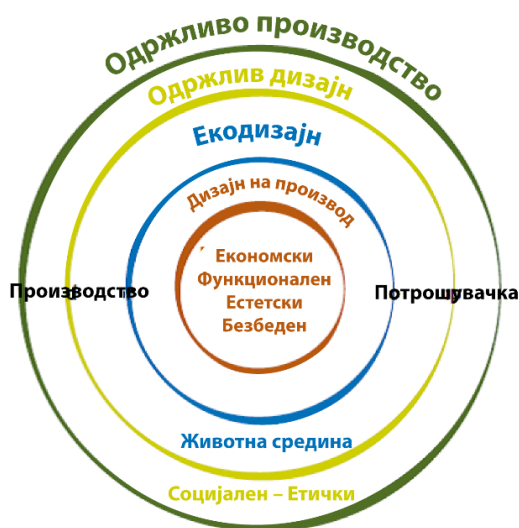 Одржливо производство
Одржлив дизајн
Екодизајн
Дизајн на производ
Економски
Функционален
Естетски
Безбеден
Производство
Потрошувачка
Животна средина
Социјален – Етички